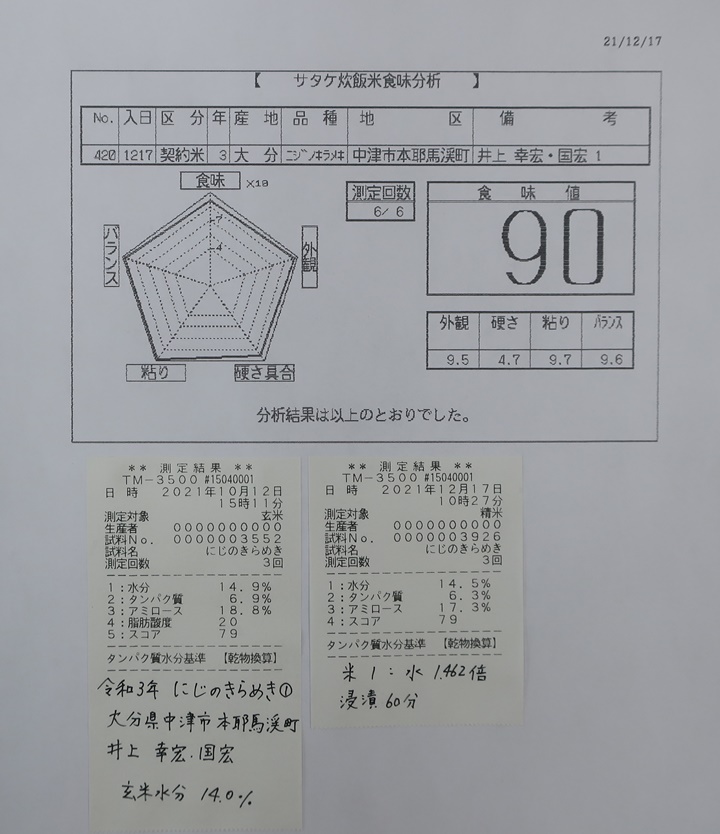 21/12/17
【 サタケ炊飯米食味分析 】
No. 入日 区分 年 産地 品種 地区 備考
420 1217 契約米 3 大分 ニジノキラメキ 中津市本耶馬渓町 井上 幸宏・国宏 1
食味 ×10
7
4
バランス
外観
粘り
硬さ具合
測定回数
6/ 6
食味値
90
外観 硬さ 粘り バランス
9.5 4.7 9.7 9.6
分析結果は以上のとおりでした。
** 測定結果 **
TM-3500 #15040001
日 時 2021年10月12日
15時11分
測定対象 玄米
生産者 0000000000
試料No. 0000003552
試料名 にじのきらめき
測定回数 3回
1:水分 14.9%
2:タンパク質 6.9%
3:アミロース 18.8%
4:脂肪酸度 20
5:スコア 79
タンパク質水分基準 【乾物換算】
令和3年 にじのきらめき①
大分県中津市本耶馬渓町
井上 幸宏.国宏
玄米水分 14.0%
** 測定結果 **
TM-3500 #15040001
日 時 2021年12月17日
10時27分
測定対象 精米
生産者 0000000000
試料No. 0000003926
試料名 にじのきらめき
測定回数 3回
1:水分 14.5%
2:タンパク質 6.3%
3:アミロース 17.3%
4:スコア 79
タンパク質水分基準 【乾物換算】
米1:水 1.462倍
浸漬60分